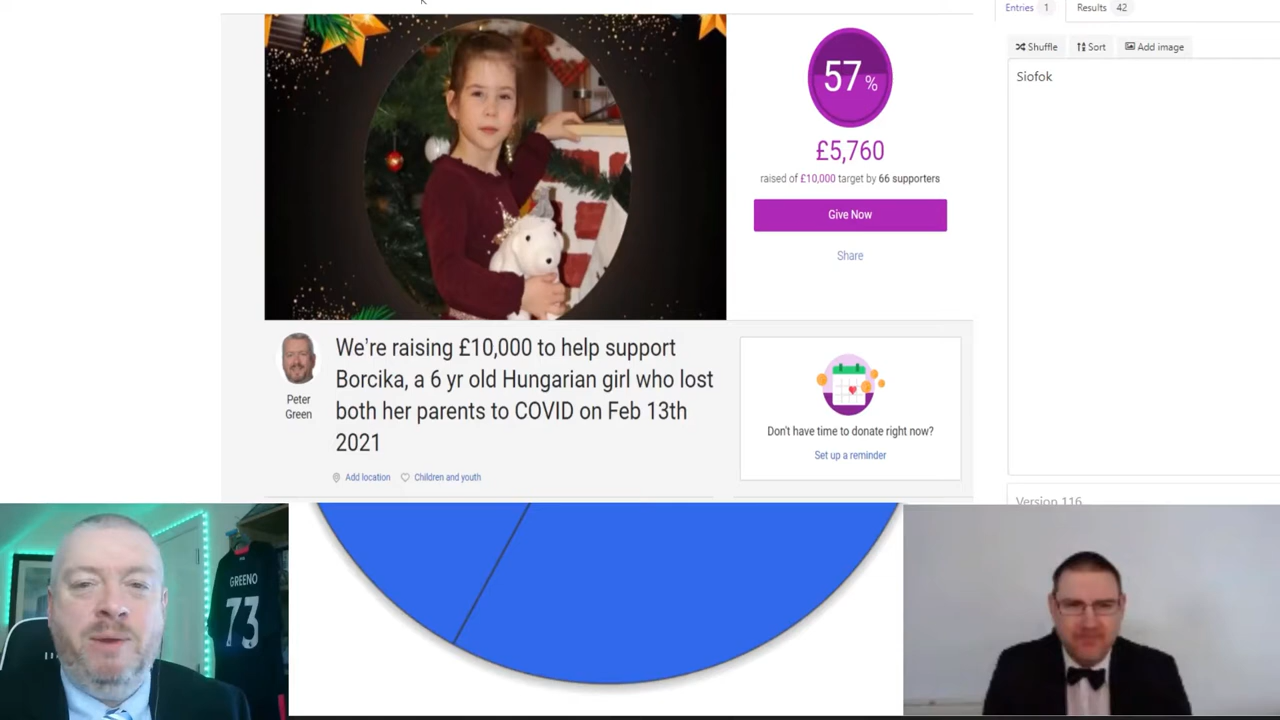 Entries 1 Results 42
Shuffle Sort Add image
Siofok
57 %
£5,760
raised of £10,000 target by 66 supporters
Give Now
Share
We're raising £10,000 to help support
Borcika, a 6 yr old Hungarian girl who lost
both her parents to COVID on Feb 13th
2021
Peter
Green
Add location Children and youth
Don't have time to donate right now?
Set up a reminder
Version 116
GREENO
73